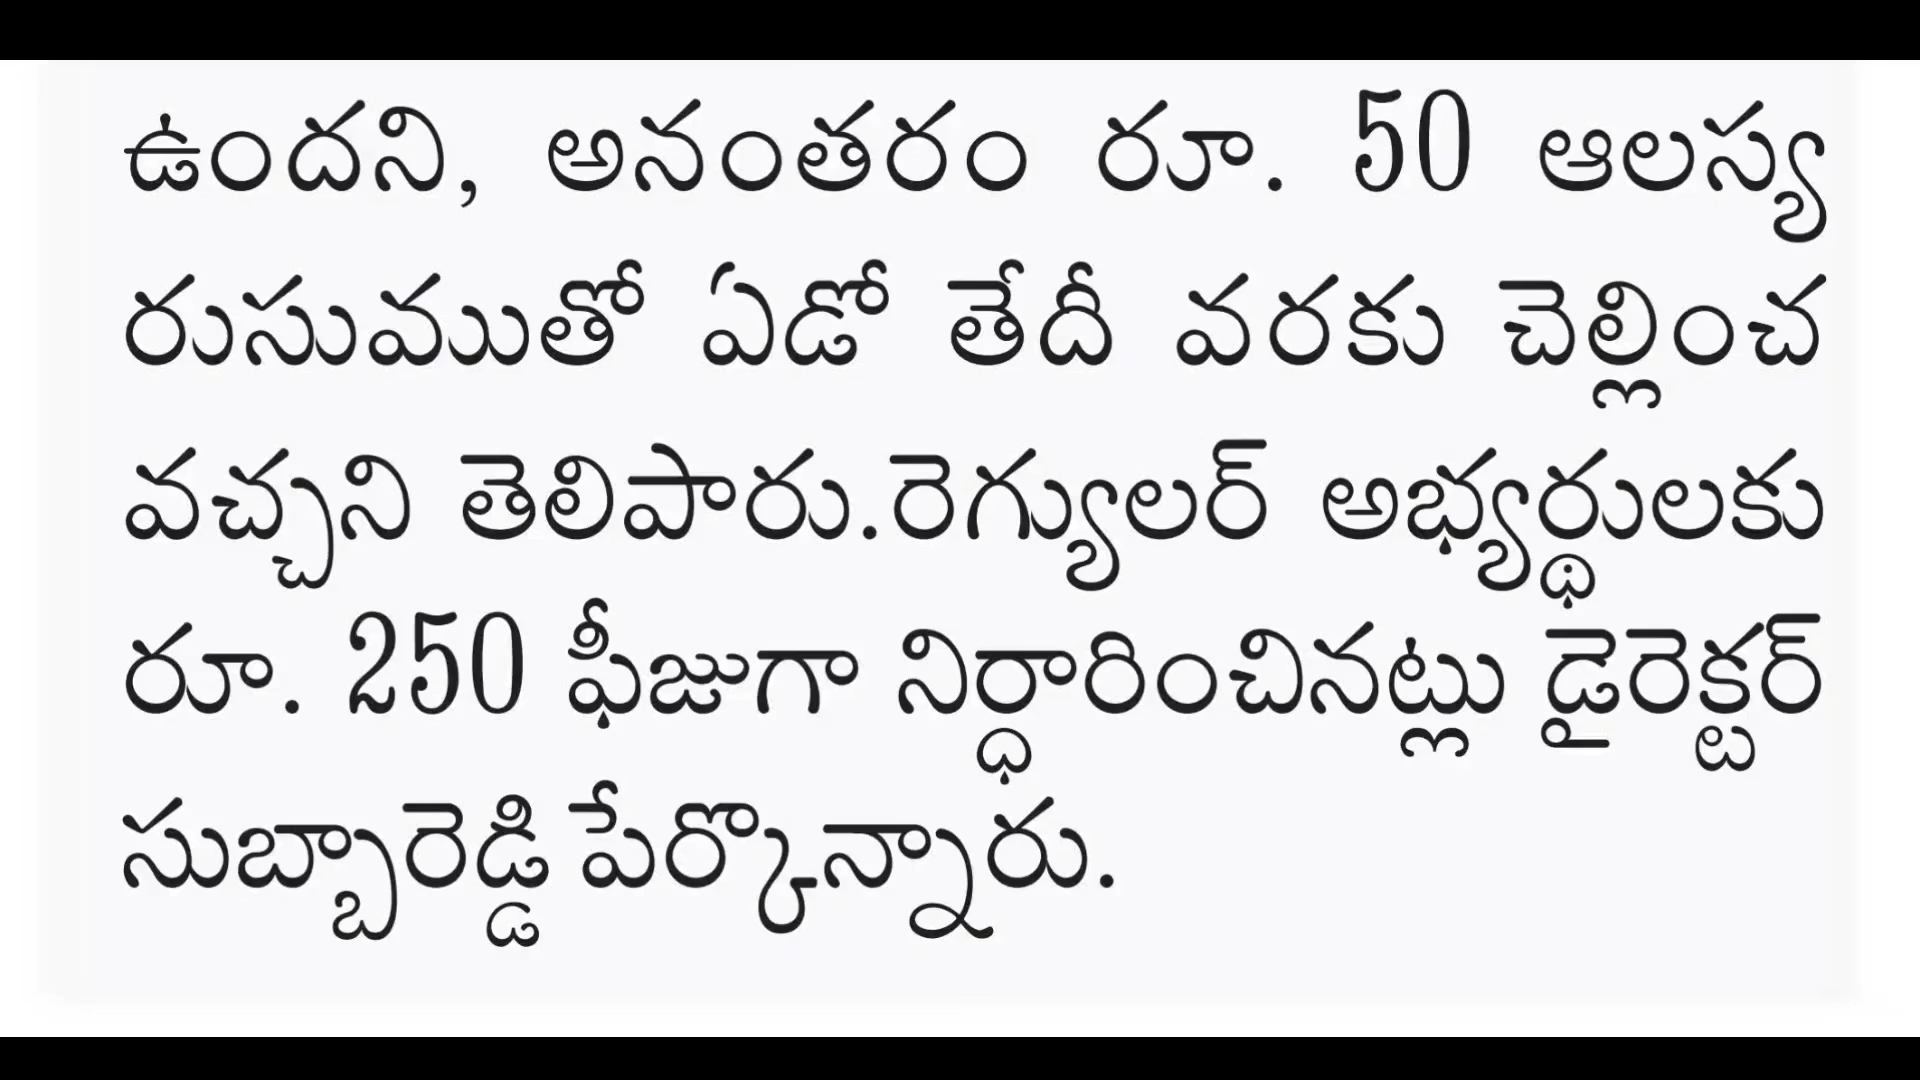 ఉందని, అనంతరం రూ. 50 ఆలస్య
రుసుముతో ఏడో తేదీ వరకు చెల్లించ
వచ్చని తెలిపారు.రెగ్యులర్ అభ్యర్థులకు
రూ. 250 ఫీజుగా నిర్ధారించినట్లు డైరెక్టర్
సుబ్బారెడ్డి పేర్కొన్నారు.